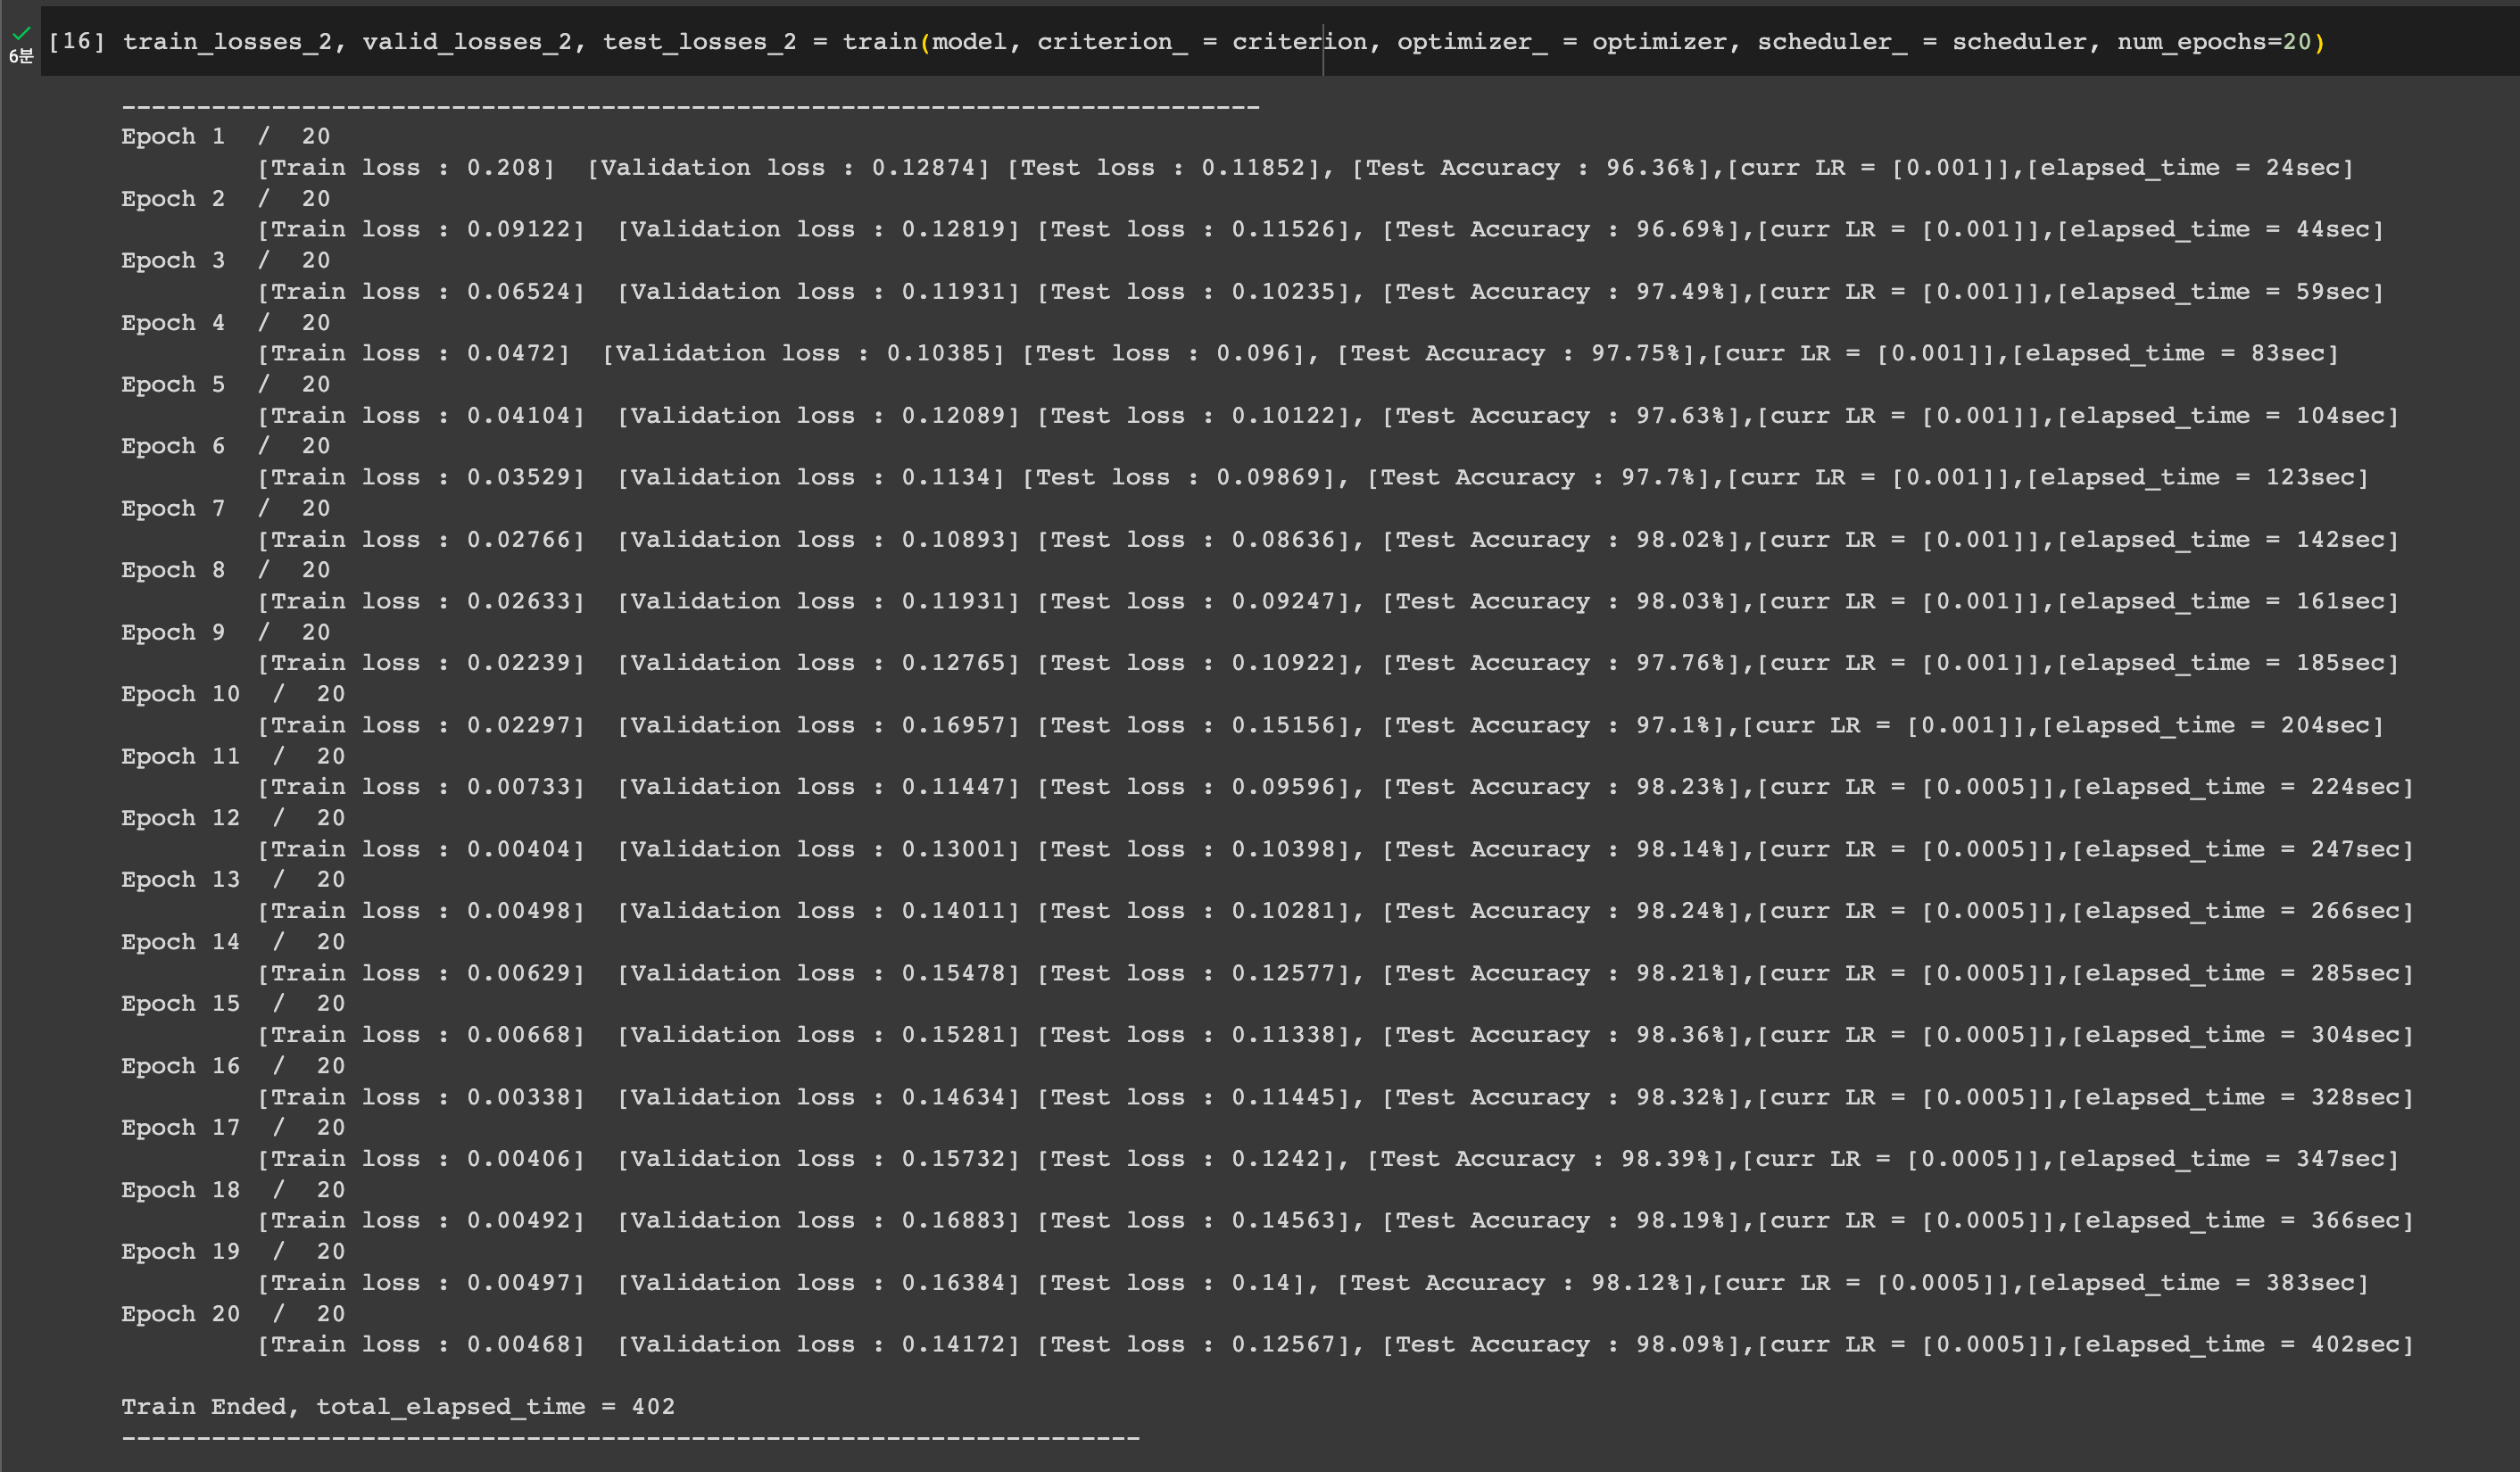 [16] train_losses_2, valid_losses_2, test_losses_2 = train(model, criterion_ = criterion, optimizer_ = optimizer, scheduler_ = scheduler, num_epochs=20)
6분
----------------------------------------------------------------------------
Epoch 1  /  20
[Train loss : 0.208]  [Validation loss : 0.12874] [Test loss : 0.11852], [Test Accuracy : 96.36%],[curr LR = [0.001]],[elapsed_time = 24sec]
Epoch 2  /  20
[Train loss : 0.09122]  [Validation loss : 0.12819] [Test loss : 0.11526], [Test Accuracy : 96.69%],[curr LR = [0.001]],[elapsed_time = 44sec]
Epoch 3  /  20
[Train loss : 0.06524]  [Validation loss : 0.11931] [Test loss : 0.10235], [Test Accuracy : 97.49%],[curr LR = [0.001]],[elapsed_time = 59sec]
Epoch 4  /  20
[Train loss : 0.0472]  [Validation loss : 0.10385] [Test loss : 0.096], [Test Accuracy : 97.75%],[curr LR = [0.001]],[elapsed_time = 83sec]
Epoch 5  /  20
[Train loss : 0.04104]  [Validation loss : 0.12089] [Test loss : 0.10122], [Test Accuracy : 97.63%],[curr LR = [0.001]],[elapsed_time = 104sec]
Epoch 6  /  20
[Train loss : 0.03529]  [Validation loss : 0.1134] [Test loss : 0.09869], [Test Accuracy : 97.7%],[curr LR = [0.001]],[elapsed_time = 123sec]
Epoch 7  /  20
[Train loss : 0.02766]  [Validation loss : 0.10893] [Test loss : 0.08636], [Test Accuracy : 98.02%],[curr LR = [0.001]],[elapsed_time = 142sec]
Epoch 8  /  20
[Train loss : 0.02633]  [Validation loss : 0.11931] [Test loss : 0.09247], [Test Accuracy : 98.03%],[curr LR = [0.001]],[elapsed_time = 161sec]
Epoch 9  /  20
[Train loss : 0.02239]  [Validation loss : 0.12765] [Test loss : 0.10922], [Test Accuracy : 97.76%],[curr LR = [0.001]],[elapsed_time = 185sec]
Epoch 10  /  20
[Train loss : 0.02297]  [Validation loss : 0.16957] [Test loss : 0.15156], [Test Accuracy : 97.1%],[curr LR = [0.001]],[elapsed_time = 204sec]
Epoch 11  /  20
[Train loss : 0.00733]  [Validation loss : 0.11447] [Test loss : 0.09596], [Test Accuracy : 98.23%],[curr LR = [0.0005]],[elapsed_time = 224sec]
Epoch 12  /  20
[Train loss : 0.00404]  [Validation loss : 0.13001] [Test loss : 0.10398], [Test Accuracy : 98.14%],[curr LR = [0.0005]],[elapsed_time = 247sec]
Epoch 13  /  20
[Train loss : 0.00498]  [Validation loss : 0.14011] [Test loss : 0.10281], [Test Accuracy : 98.24%],[curr LR = [0.0005]],[elapsed_time = 266sec]
Epoch 14  /  20
[Train loss : 0.00629]  [Validation loss : 0.15478] [Test loss : 0.12577], [Test Accuracy : 98.21%],[curr LR = [0.0005]],[elapsed_time = 285sec]
Epoch 15  /  20
[Train loss : 0.00668]  [Validation loss : 0.15281] [Test loss : 0.11338], [Test Accuracy : 98.36%],[curr LR = [0.0005]],[elapsed_time = 304sec]
Epoch 16  /  20
[Train loss : 0.00338]  [Validation loss : 0.14634] [Test loss : 0.11445], [Test Accuracy : 98.32%],[curr LR = [0.0005]],[elapsed_time = 328sec]
Epoch 17  /  20
[Train loss : 0.00406]  [Validation loss : 0.15732] [Test loss : 0.1242], [Test Accuracy : 98.39%],[curr LR = [0.0005]],[elapsed_time = 347sec]
Epoch 18  /  20
[Train loss : 0.00492]  [Validation loss : 0.16883] [Test loss : 0.14563], [Test Accuracy : 98.19%],[curr LR = [0.0005]],[elapsed_time = 366sec]
Epoch 19  /  20
[Train loss : 0.00497]  [Validation loss : 0.16384] [Test loss : 0.14], [Test Accuracy : 98.12%],[curr LR = [0.0005]],[elapsed_time = 383sec]
Epoch 20  /  20
[Train loss : 0.00468]  [Validation loss : 0.14172] [Test loss : 0.12567], [Test Accuracy : 98.09%],[curr LR = [0.0005]],[elapsed_time = 402sec]
Train Ended, total_elapsed_time = 402
--------------------------------------------------------------------